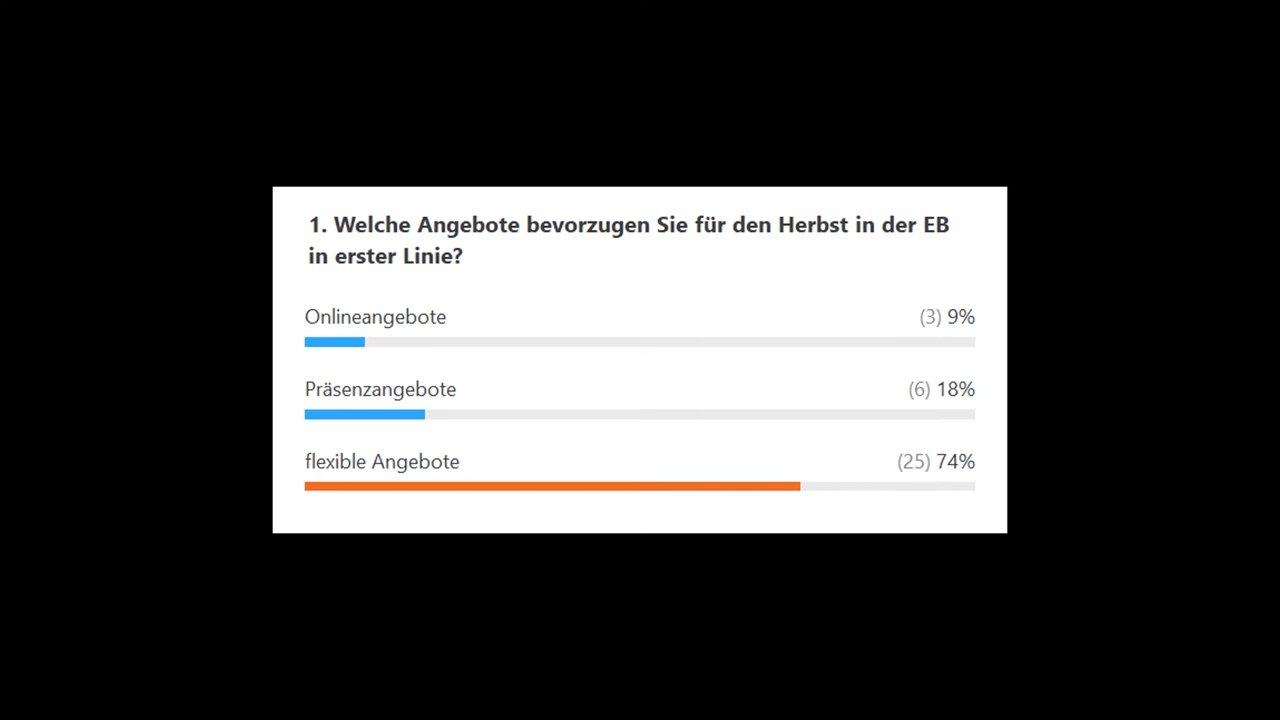 1. Welche Angebote bevorzugen Sie für den Herbst in der EB
in erster Linie?
Onlineangebote (3) 9%
Präsenzangebote (6) 18%
flexible Angebote (25) 74%